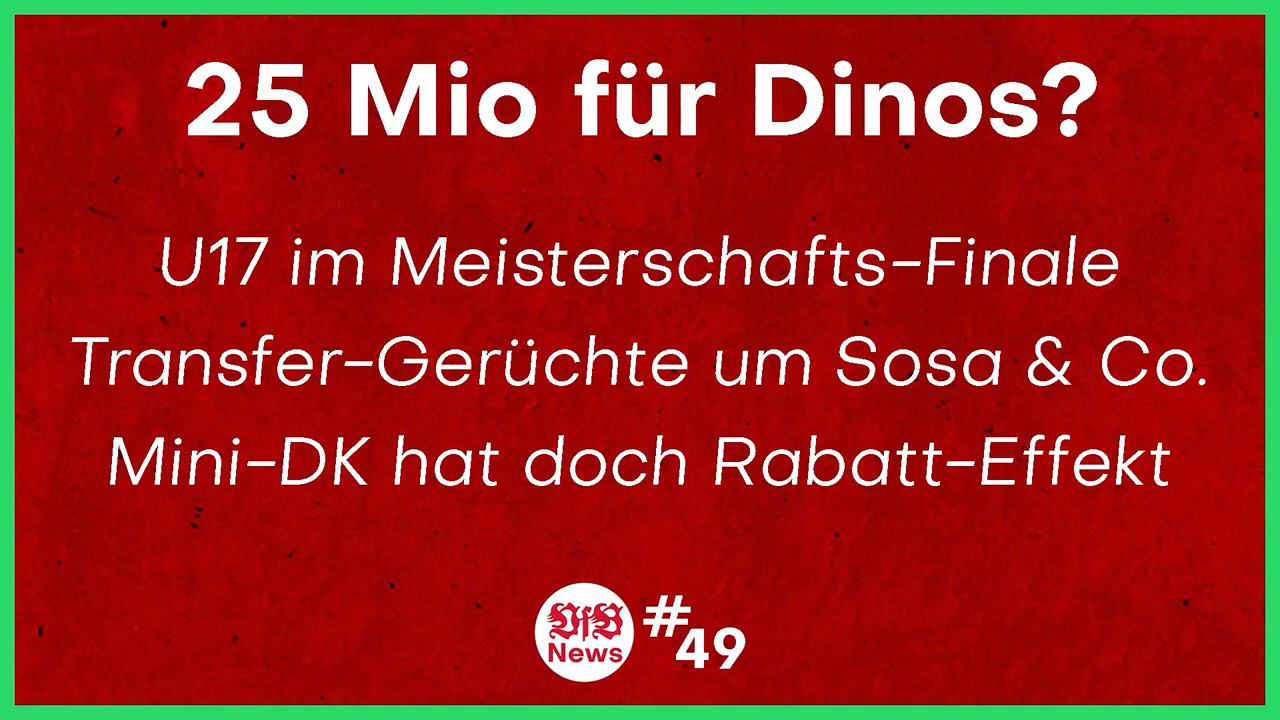 25 Mio für Dinos?
U17 im Meisterschafts-Finale
Transfer-Gerüchte um Sosa & Co.
Mini-DK hat doch Rabatt-Effekt
VfB
News
#49